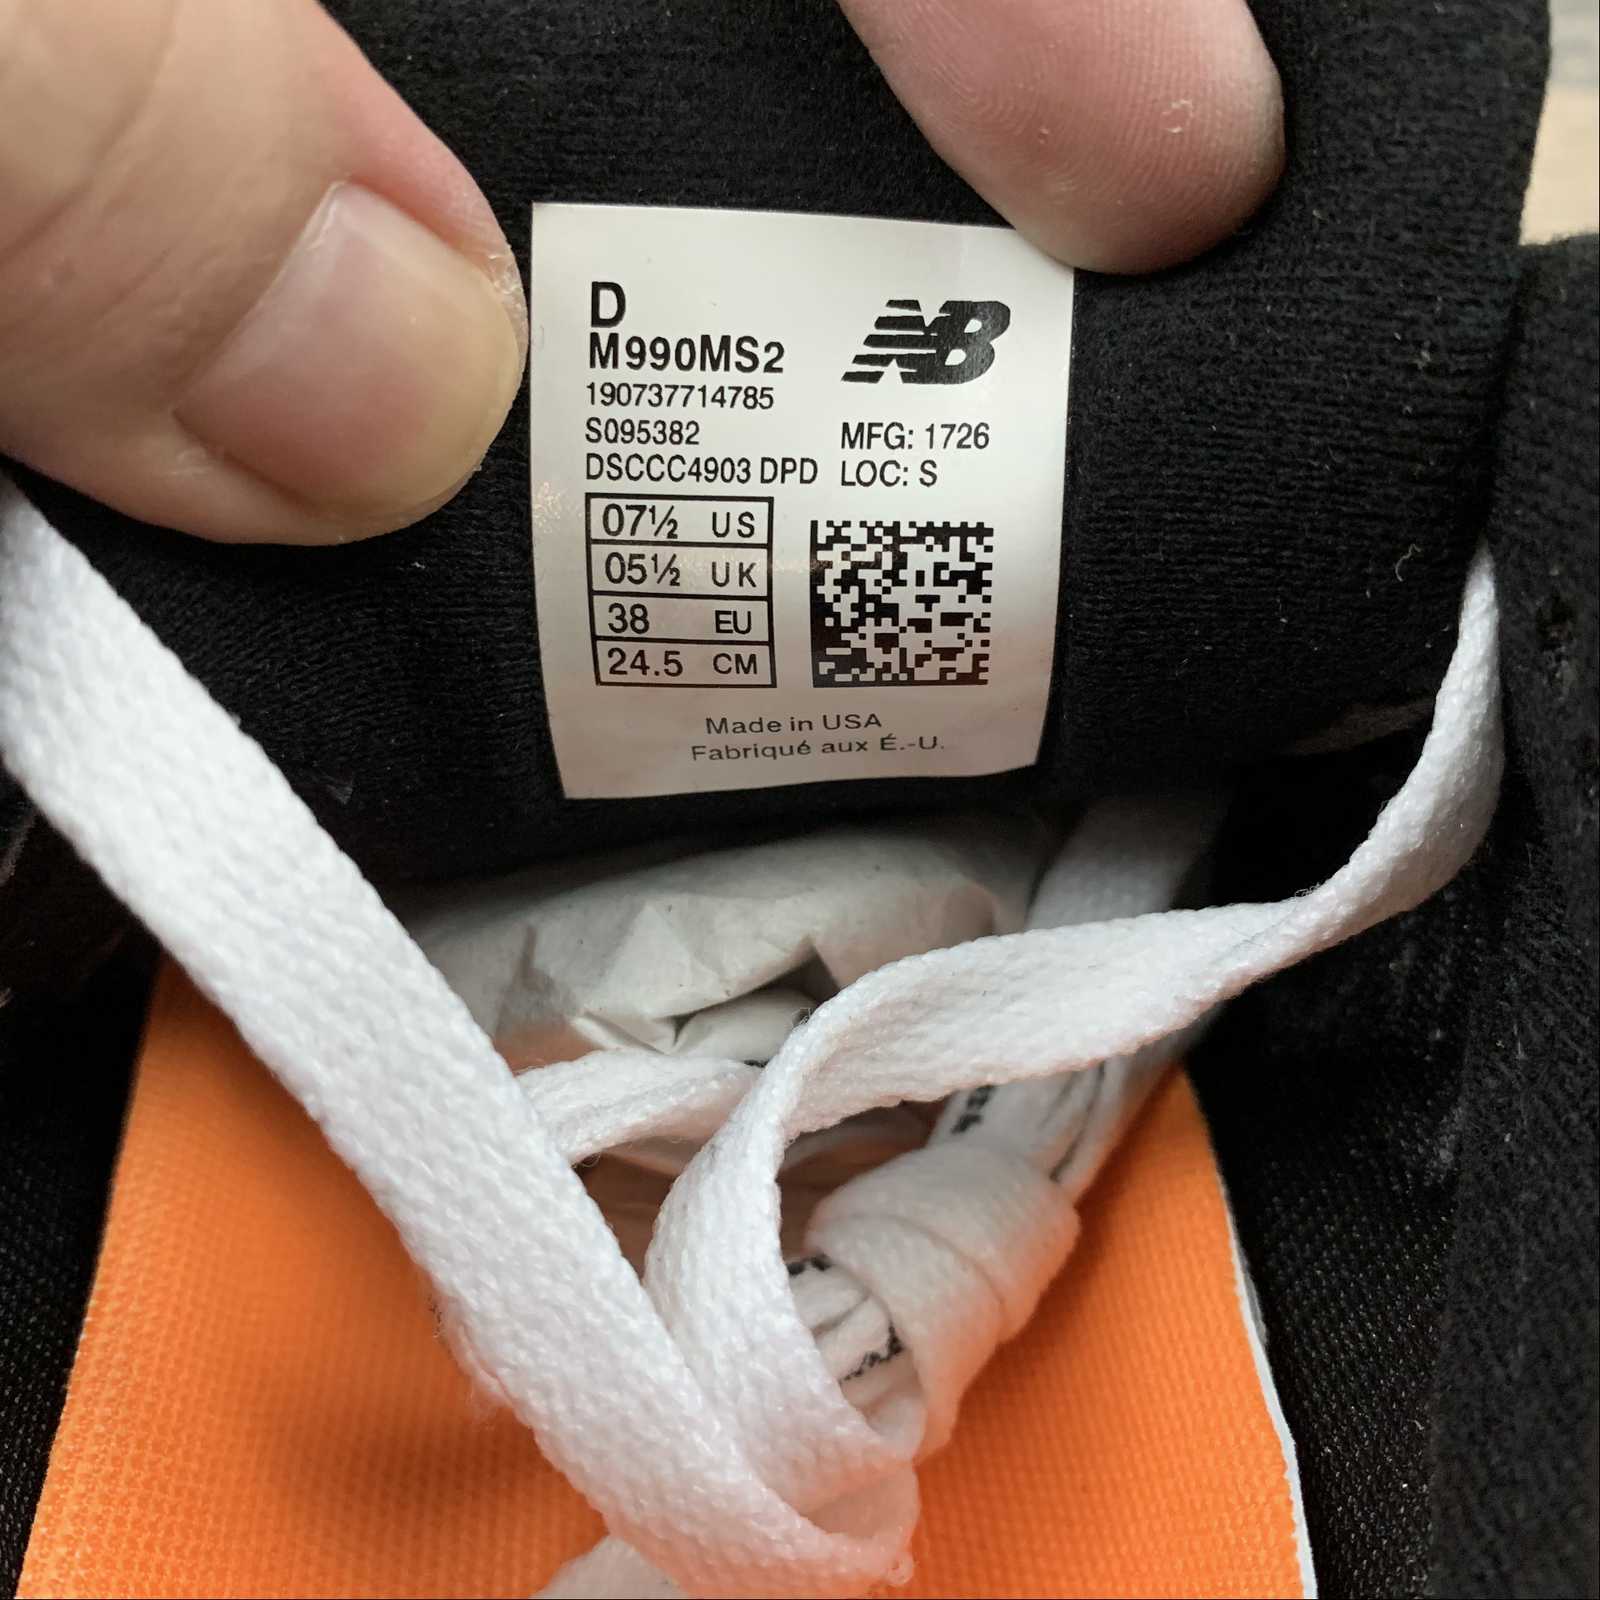 D
M990MS2
NB
190737714785
S095382
MFG: 1726
DSCCC4903 DPD
LOC: S
07½ US
05½ UK
38 EU
24.5 CM
Made in USA
Fabriqué aux É.-U.